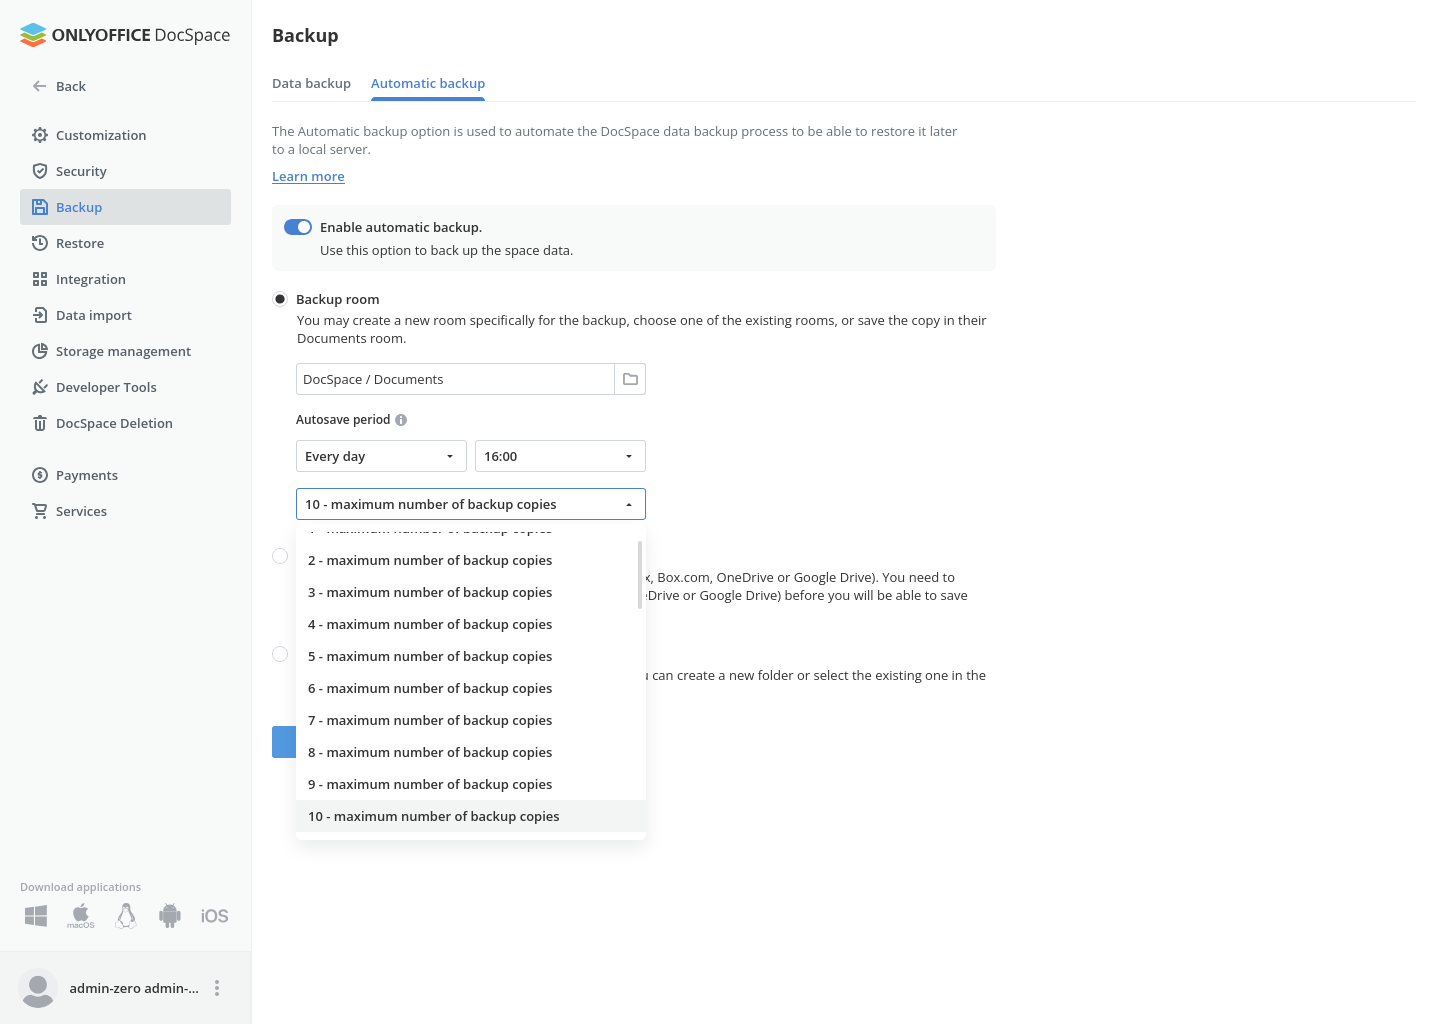 ONLYOFFICE DocSpace
Back
Customization
Security
Backup
Restore
Integration
Data import
Storage management
Developer Tools
DocSpace Deletion
Payments
Services
Download applications
macOS
iOS
admin-zero admin-...
Backup
Data backup
Automatic backup
The Automatic backup option is used to automate the DocSpace data backup process to be able to restore it later
to a local server.
Learn more
Enable automatic backup.
Use this option to back up the space data.
Backup room
You may create a new room specifically for the backup, choose one of the existing rooms, or save the copy in their
Documents room.
DocSpace / Documents
Autosave period
Every day
16:00
10 - maximum number of backup copies
1 - maximum number of backup copies
2 - maximum number of backup copies
3 - maximum number of backup copies
4 - maximum number of backup copies
5 - maximum number of backup copies
6 - maximum number of backup copies
7 - maximum number of backup copies
8 - maximum number of backup copies
9 - maximum number of backup copies
10 - maximum number of backup copies
, Box.com, OneDrive or Google Drive). You need to
Drive or Google Drive) before you will be able to save
can create a new folder or select the existing one in the